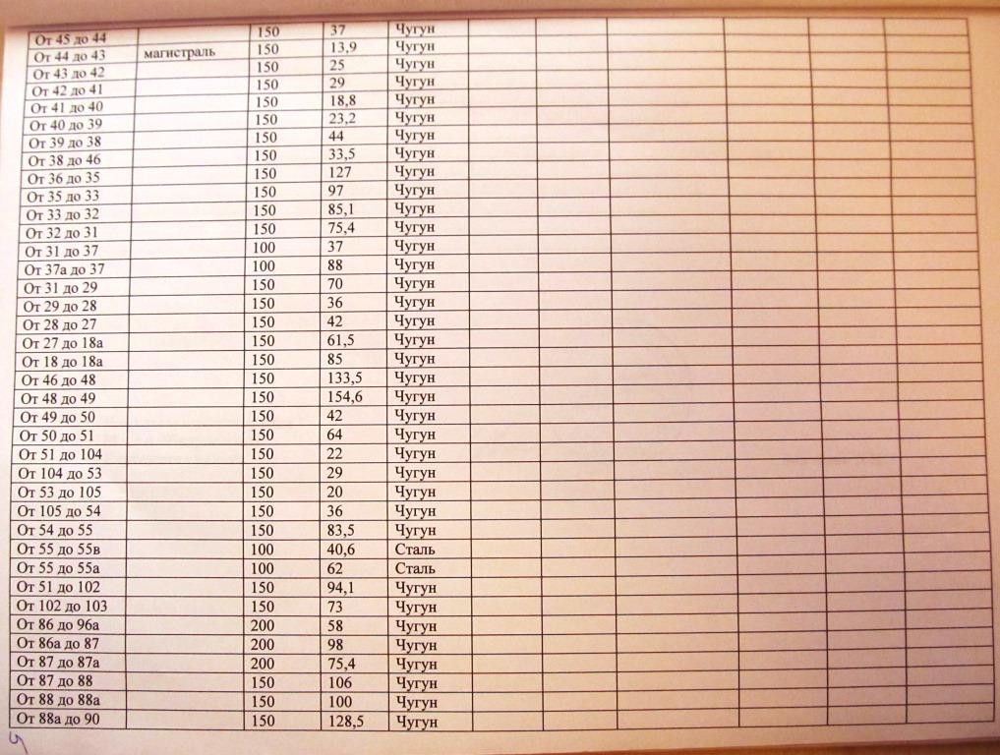 От 45 до 44 150 37 Чугун
От 44 до 43 магистраль 150 13,9 Чугун
От 43 до 42 150 25 Чугун
От 42 до 41 150 29 Чугун
От 41 до 40 150 18,8 Чугун
От 40 до 39 150 23,2 Чугун
От 39 до 38 150 44 Чугун
От 38 до 46 150 33,5 Чугун
От 36 до 35 150 127 Чугун
От 35 до 33 150 97 Чугун
От 33 до 32 150 85,1 Чугун
От 32 до 31 150 75,4 Чугун
От 31 до 37 100 37 Чугун
От 37а до 37 100 88 Чугун
От 31 до 29 150 70 Чугун
От 29 до 28 150 36 Чугун
От 28 до 27 150 42 Чугун
От 27 до 18а 150 61,5 Чугун
От 18 до 18а 150 85 Чугун
От 46 до 48 150 133,5 Чугун
От 48 до 49 150 154,6 Чугун
От 49 до 50 150 42 Чугун
От 50 до 51 150 64 Чугун
От 51 до 104 150 22 Чугун
От 104 до 53 150 29 Чугун
От 53 до 105 150 20 Чугун
От 105 до 54 150 36 Чугун
От 54 до 55 150 83,5 Чугун
От 55 до 55в 100 40,6 Сталь
От 55 до 55а 100 62 Сталь
От 51 до 102 150 94,1 Чугун
От 102 до 103 150 73 Чугун
От 86 до 96а 200 58 Чугун
От 86а до 87 200 98 Чугун
От 87 до 87а 200 75,4 Чугун
От 87 до 88 150 106 Чугун
От 88 до 88а 150 100 Чугун
От 88а до 90 150 128,5 Чугун